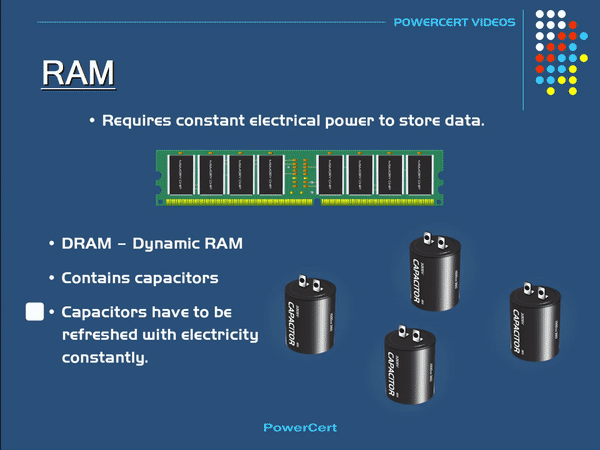 POWERCERT VIDEOS
RAM
• Requires constant electrical power to store data.
• DRAM – Dynamic RAM
• Contains capacitors
• Capacitors have to be
refreshed with electricity
constantly.
CAPACITOR
CAPACITOR
CAPACITOR
CAPACITOR
PowerCert